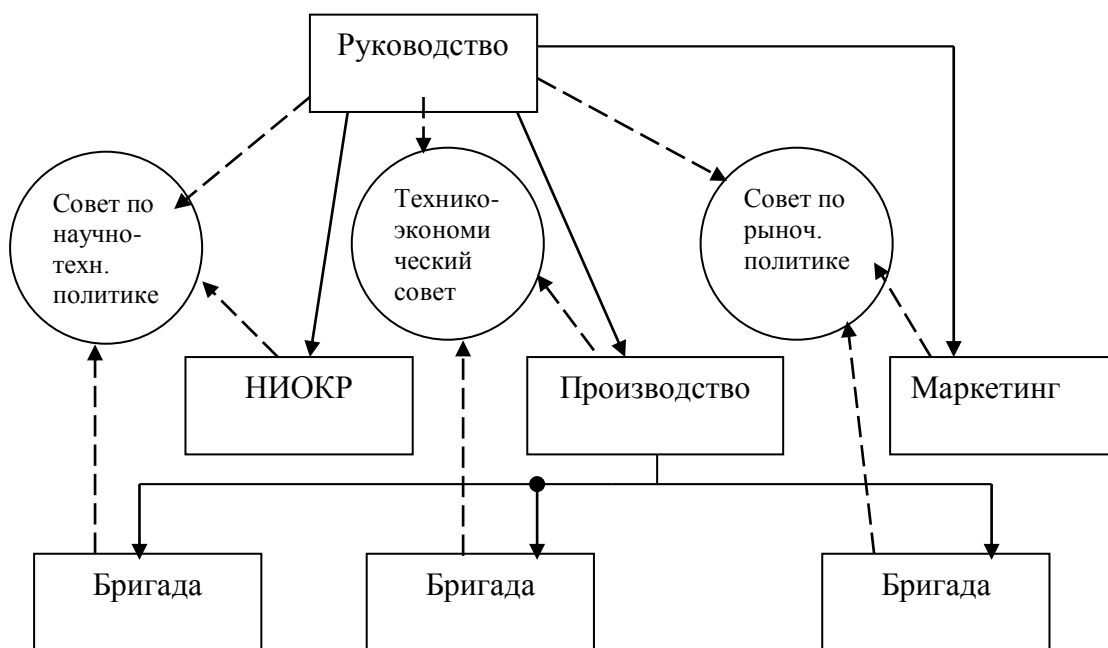 Руководство
Совет по
научно-
техн.
политике
Технико-
экономи
ческий
совет
Совет по
рыноч.
политике
НИОКР
Производство
Маркетинг
Бригада
Бригада
Бригада